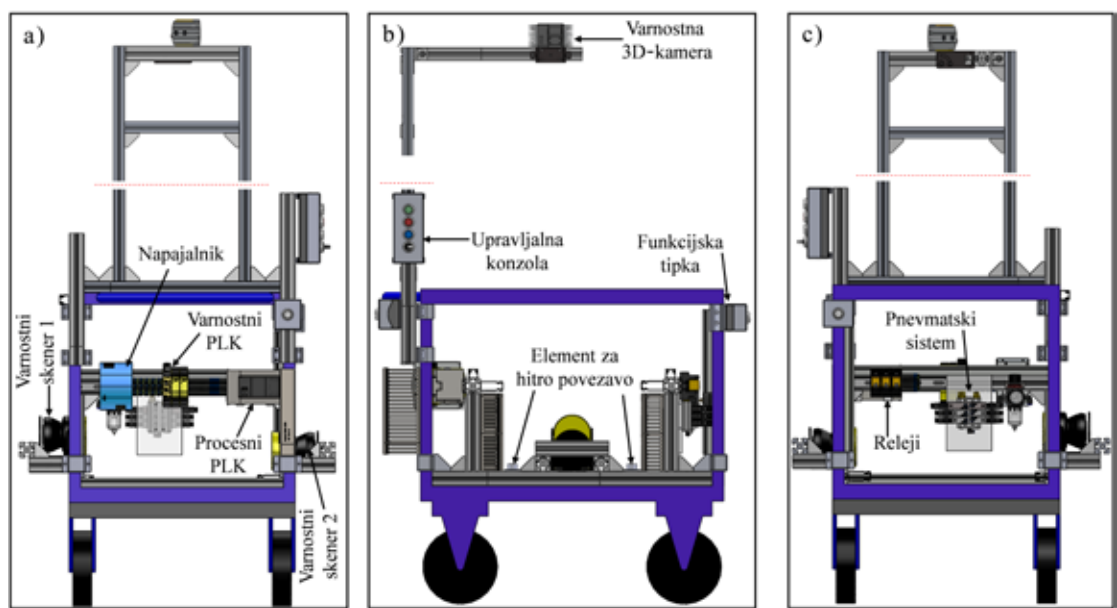 a)
Napajalnik
Varnostni
PLK
Varnostni
skener 1
Procesni
PLK
Varnostni
skener 2
b)
Varnostna
3D-kamera
Upravljalna
konzola
Funkcijska
tipka
Element za
hitro povezavo
c)
Pnevmatski
sistem
Releji